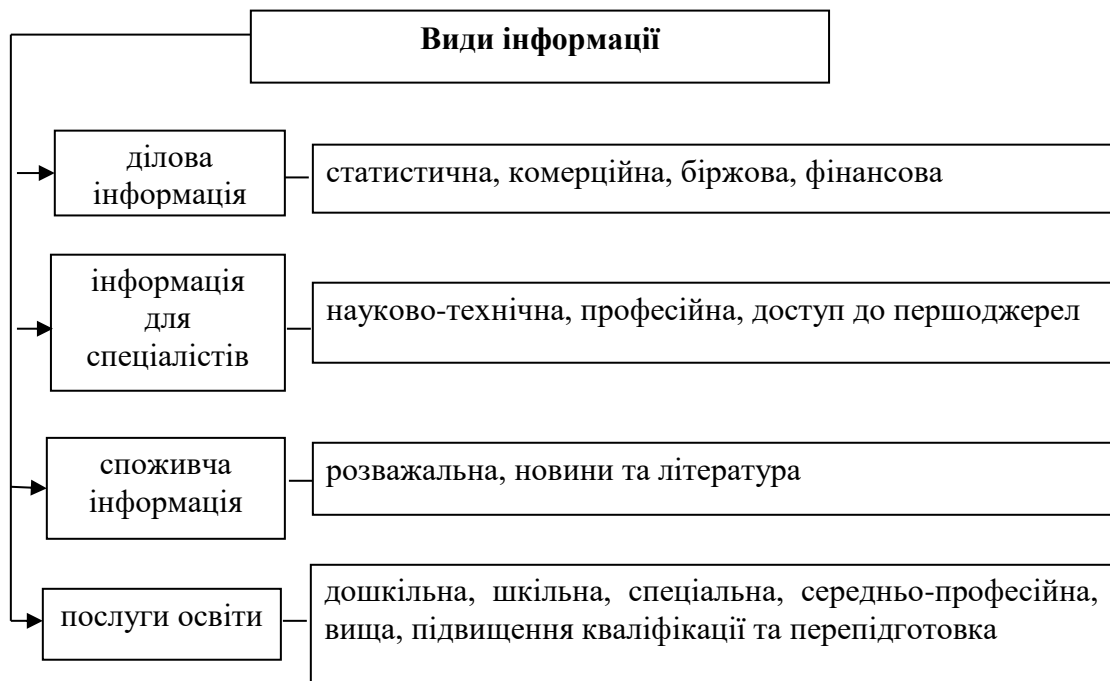 Види інформації
ділова
інформація
статистична, комерційна, біржова, фінансова
інформація
для
спеціалістів
науково-технічна, професійна, доступ до першоджерел
споживча
інформація
розважальна, новини та література
послуги освіти
дошкільна, шкільна, спеціальна, середньо-професійна,
вища, підвищення кваліфікації та перепідготовка